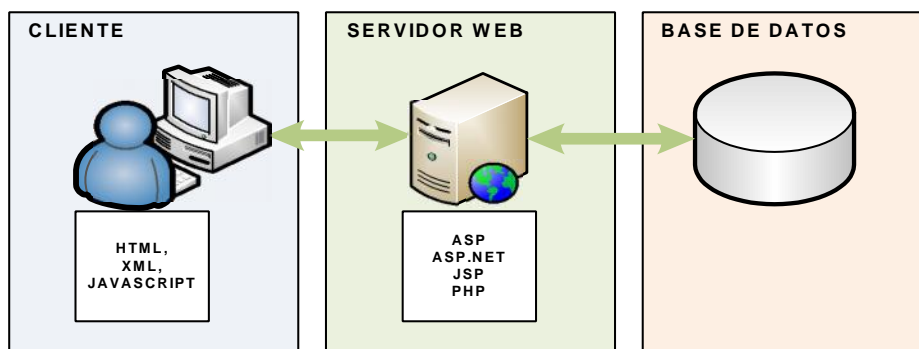 CLIENTE
SERVIDOR WEB
BASE DE DATOS
HTML,
XML,
JAVASCRIPT
ASP
ASP.NET
JSP
PHP